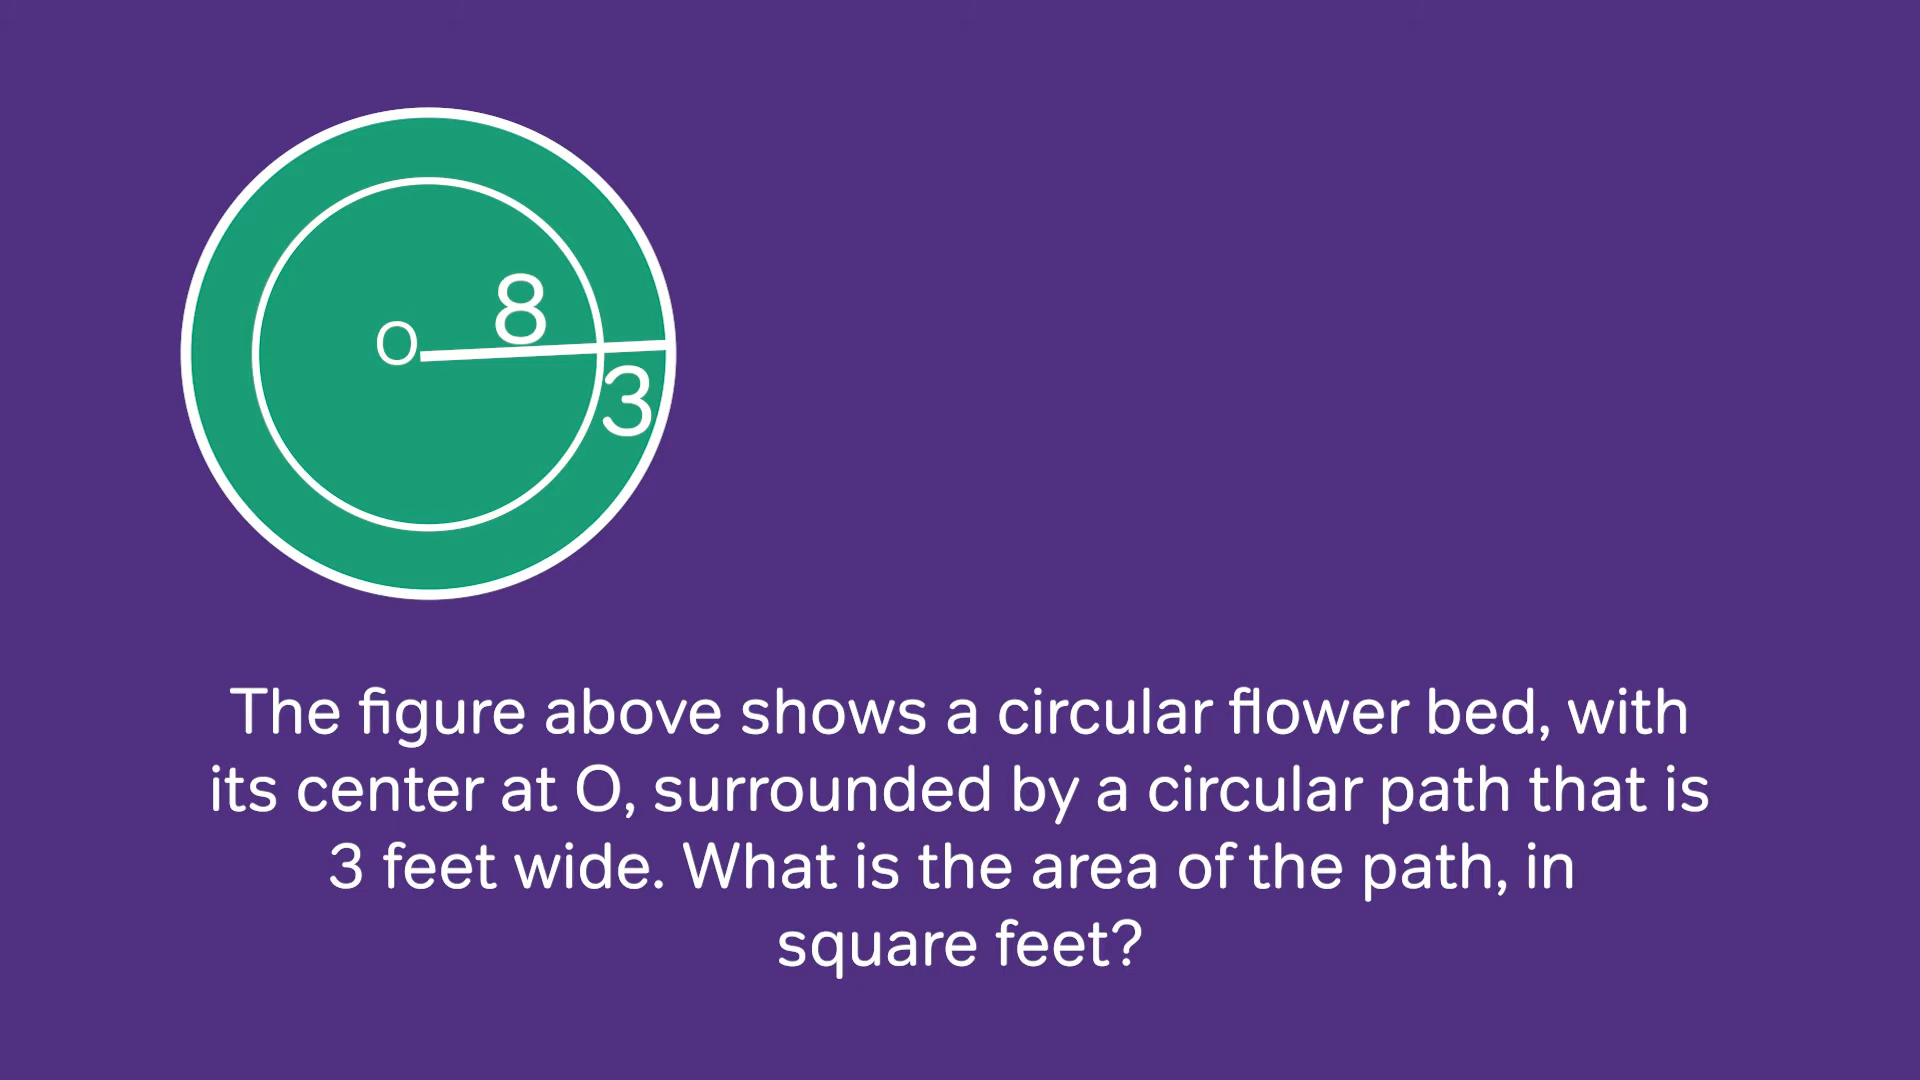 8
O
3
The figure above shows a circular flower bed, with
its center at O, surrounded by a circular path that is
3 feet wide. What is the area of the path, in
square feet?